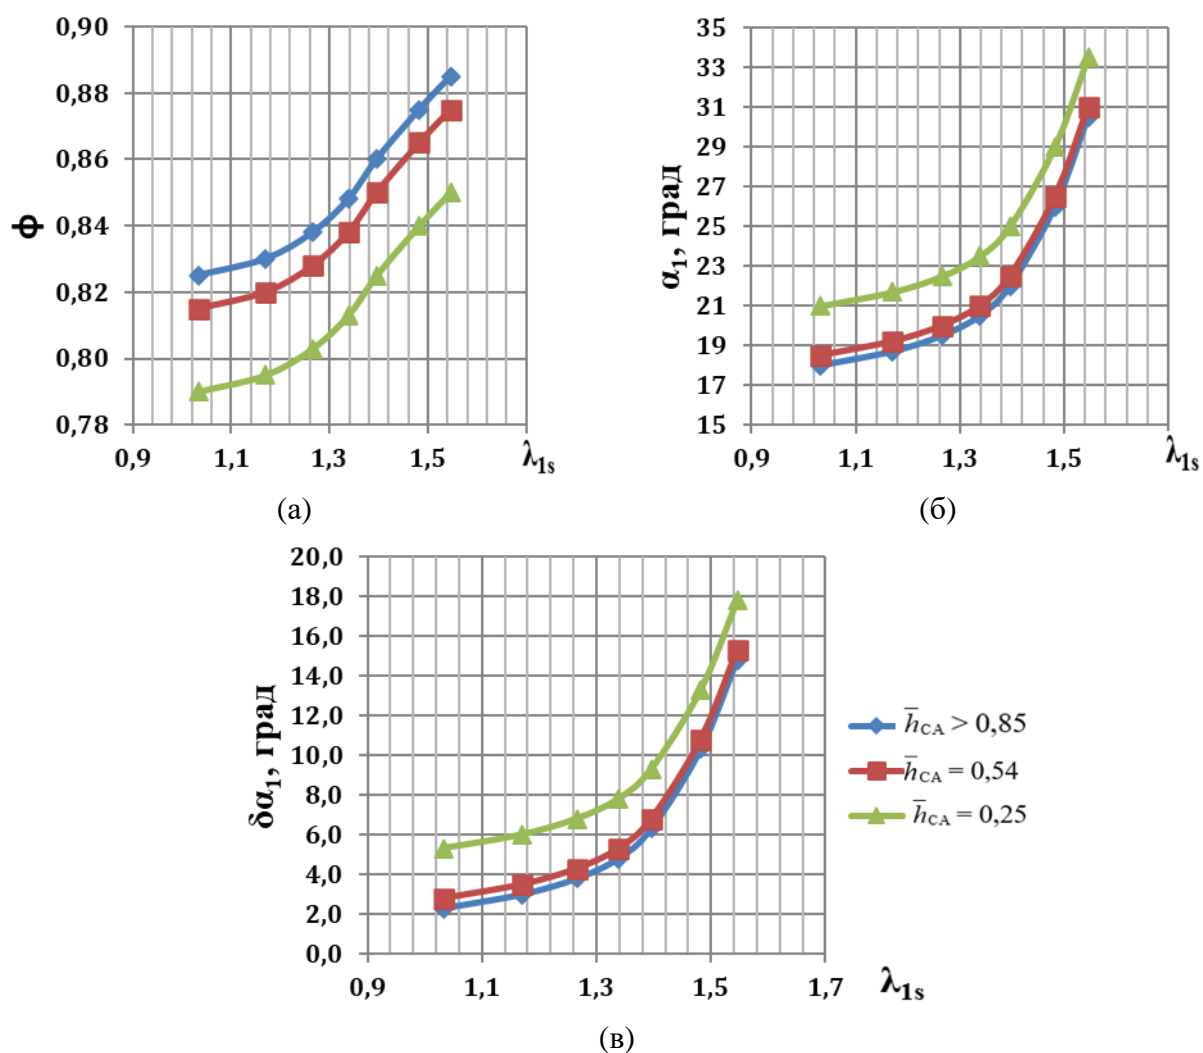 0,90
0,88
0,86
0,84
0,82
0,80
0,78
ф
0,9 1,1 1,3 1,5 λ1s
(а)
35
33
31
29
27
25
23
21
19
17
15
α1, град
0,9 1,1 1,3 1,5 λ1s
(б)
20,0
18,0
16,0
14,0
12,0
10,0
8,0
6,0
4,0
2,0
0,0
δα1, град
0,9 1,1 1,3 1,5 1,7 λ1s
h̅СА > 0,85
h̅СА = 0,54
h̅СА = 0,25
(в)